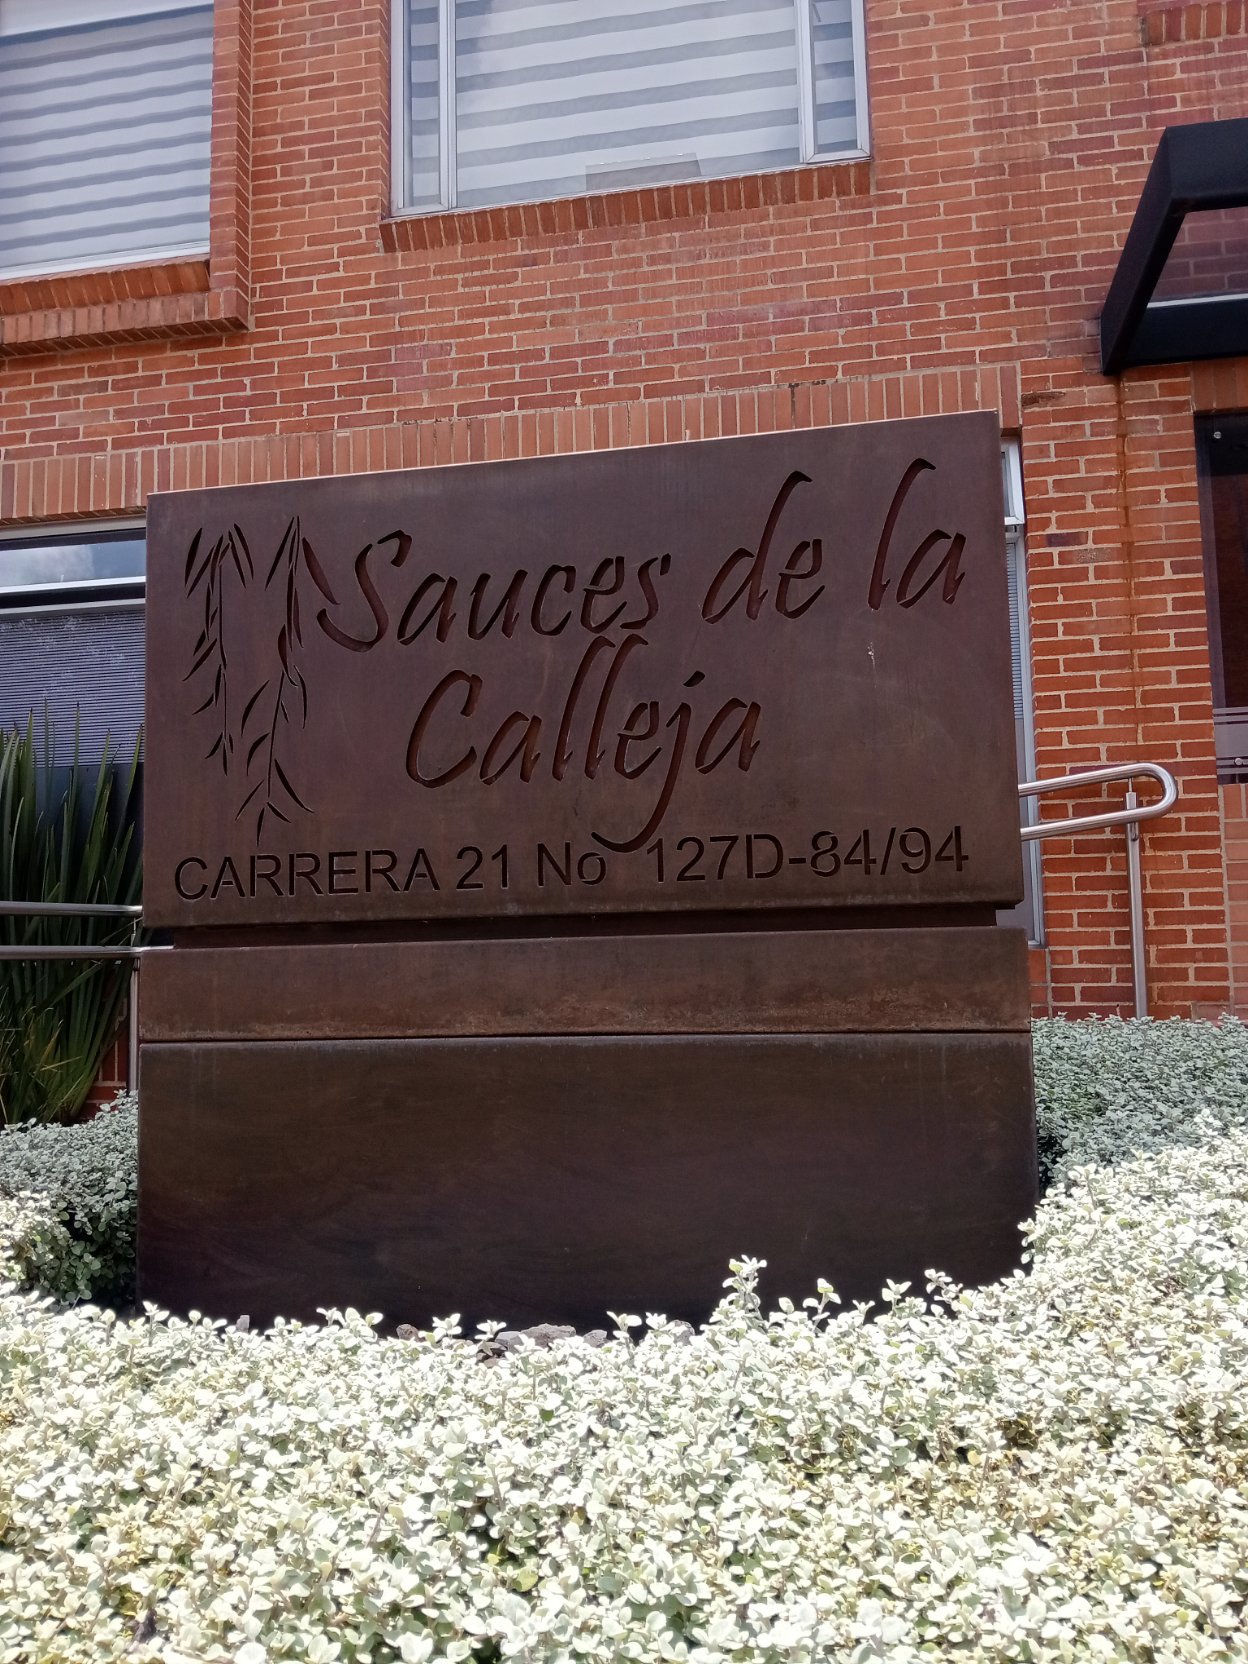 Sauces de la
Calleja
CARRERA 21 No 127D-84/94